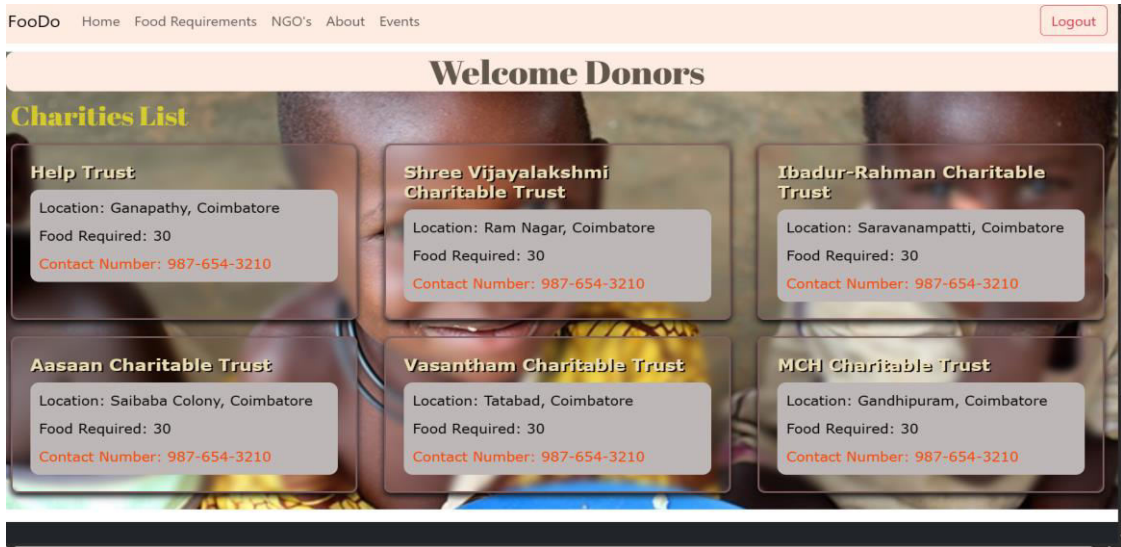 FooDo Home Food Requirements NGO's About Events Logout
Welcome Donors
Charities List
Help Trust
Location: Ganapathy, Coimbatore
Food Required: 30
Contact Number: 987-654-3210
Shree Vijayalakshmi
Charitable Trust
Location: Ram Nagar, Coimbatore
Food Required: 30
Contact Number: 987-654-3210
Ibadur-Rahman Charitable
Trust
Location: Saravanampatti, Coimbatore
Food Required: 30
Contact Number: 987-654-3210
Aasaan Charitable Trust
Location: Saibaba Colony, Coimbatore
Food Required: 30
Contact Number: 987-654-3210
Vasantham Charitable Trust
Location: Tatabad, Coimbatore
Food Required: 30
Contact Number: 987-654-3210
MCH Charitable Trust
Location: Gandhipuram, Coimbatore
Food Required: 30
Contact Number: 987-654-3210